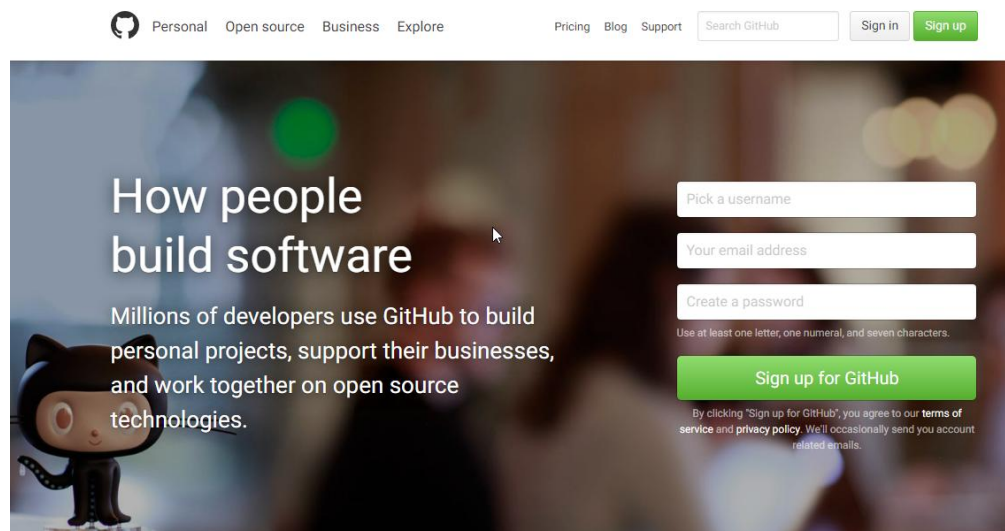 Personal Open source Business Explore Pricing Blog Support Search GitHub Sign in Sign up
How people
build software
Millions of developers use GitHub to build
personal projects, support their businesses,
and work together on open source
technologies.
Pick a username
Your email address
Create a password
Use at least one letter, one numeral, and seven characters.
Sign up for GitHub
By clicking "Sign up for GitHub", you agree to our terms of
service and privacy policy. We'll occasionally send you account
related emails.